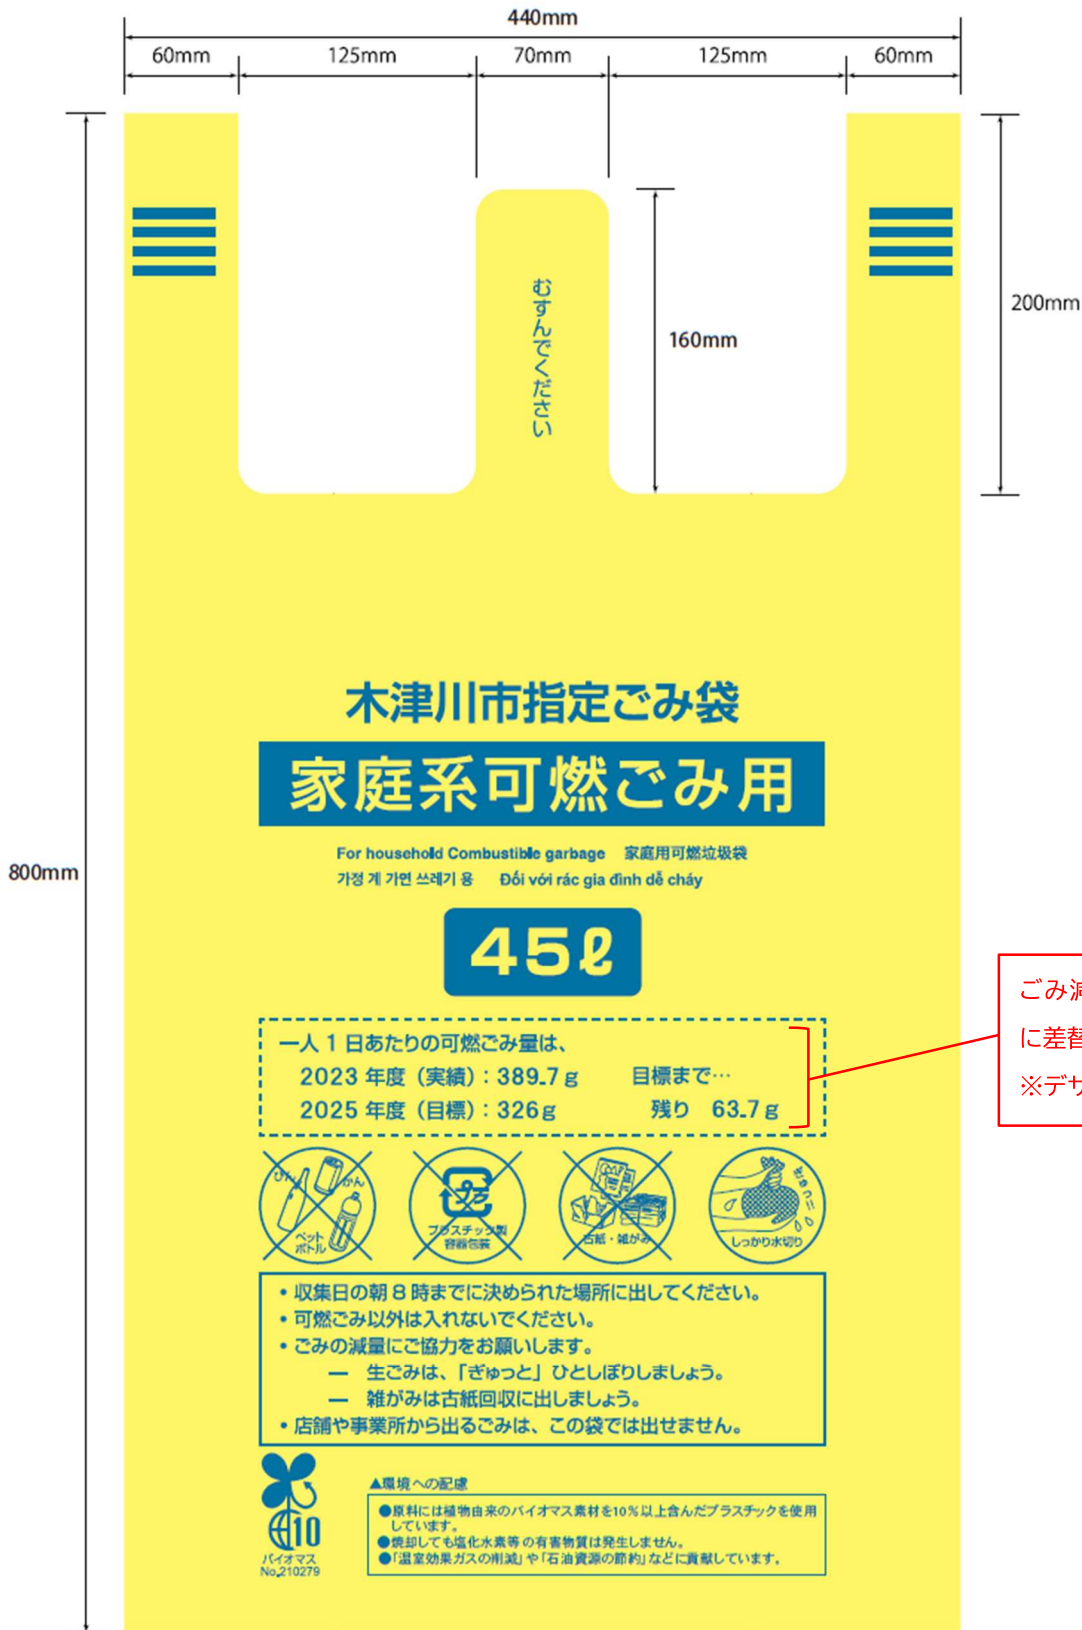 440mm
60mm 125mm 70mm 125mm 60mm
むすんでください
160mm
200mm
800mm
木津川市指定ごみ袋
家庭系可燃ごみ用
For household Combustible garbage 家庭用可燃垃圾袋
가정 계 가연 쓰레기 용 Đối với rác gia đình dễ cháy
45ℓ
一人1日あたりの可燃ごみ量は、
2023年度(実績):389.7g 目標まで…
2025年度(目標):326g 残り 63.7g
ごみ減
に差替
※デザ
びん かん
ペット
ボトル
プラ
プラスチック製
容器包装
古紙・雑がみ
しっかり水切り
・収集日の朝8時までに決められた場所に出してください。
・可燃ごみ以外は入れないでください。
・ごみの減量にご協力をお願いします。
― 生ごみは、「ぎゅっと」ひとしぼりしましょう。
― 雑がみは古紙回収に出しましょう。
・店舗や事業所から出るごみは、この袋では出せません。
10
バイオマス
No.210279
▲環境への配慮
●原料には植物由来のバイオマス素材を10%以上含んだプラスチックを使用
しています。
●焼却しても塩化水素等の有害物質は発生しません。
●「温室効果ガスの削減」や「石油資源の節約」などに貢献しています。